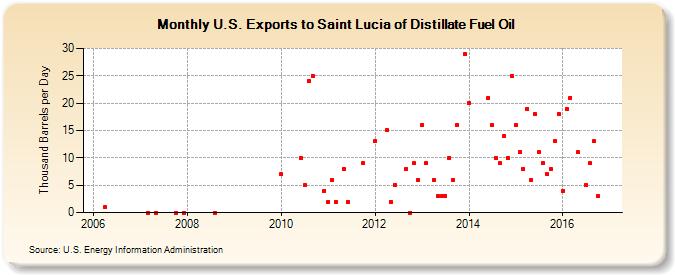 Monthly U.S. Exports to Saint Lucia of Distillate Fuel Oil
Thousand Barrels per Day
30
25
20
15
10
5
0
2006 2008 2010 2012 2014 2016
Source: U.S. Energy Information Administration